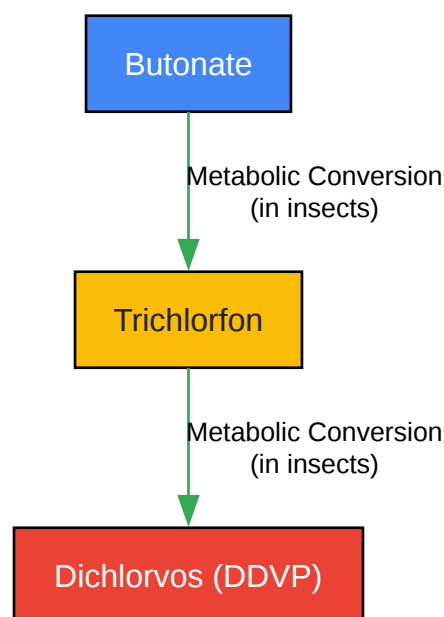 Butonate
Metabolic Conversion
(in insects)
Trichlorfon
Metabolic Conversion
(in insects)
Dichlorvos (DDVP)